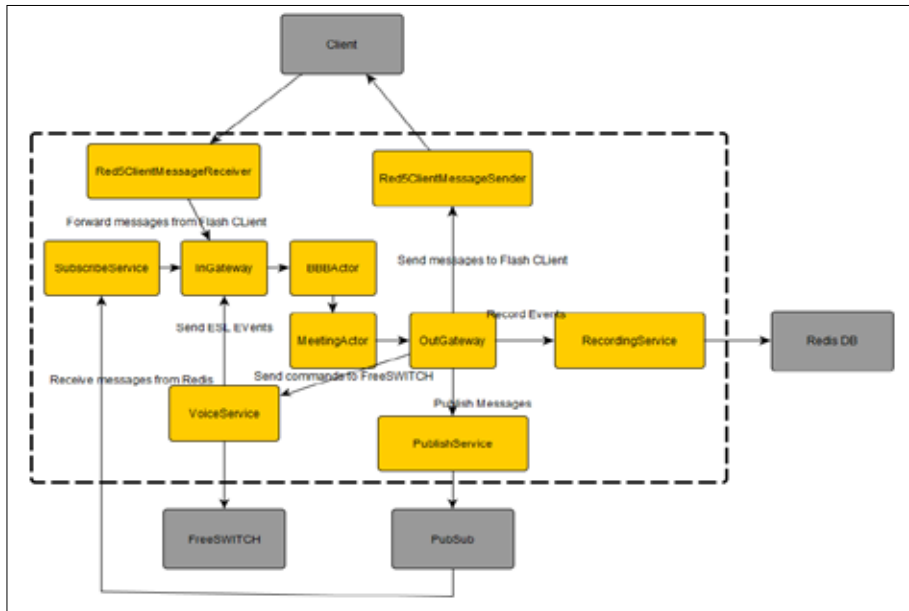 Client
Red5ClientMessageReceiver
Red5ClientMessageSender
Forward messages from Flash CLient
SubscribeService
InGateway
BBBActor
Send messages to Flash CLient
Record Events
Send ESL EVents
MeetingActor
OutGateway
RecordingService
Redis DB
Receive messages from Redis
Send commands to FreeSWITCH
VoiceService
Publish Messages
PublishService
FreeSWITCH
PubSub